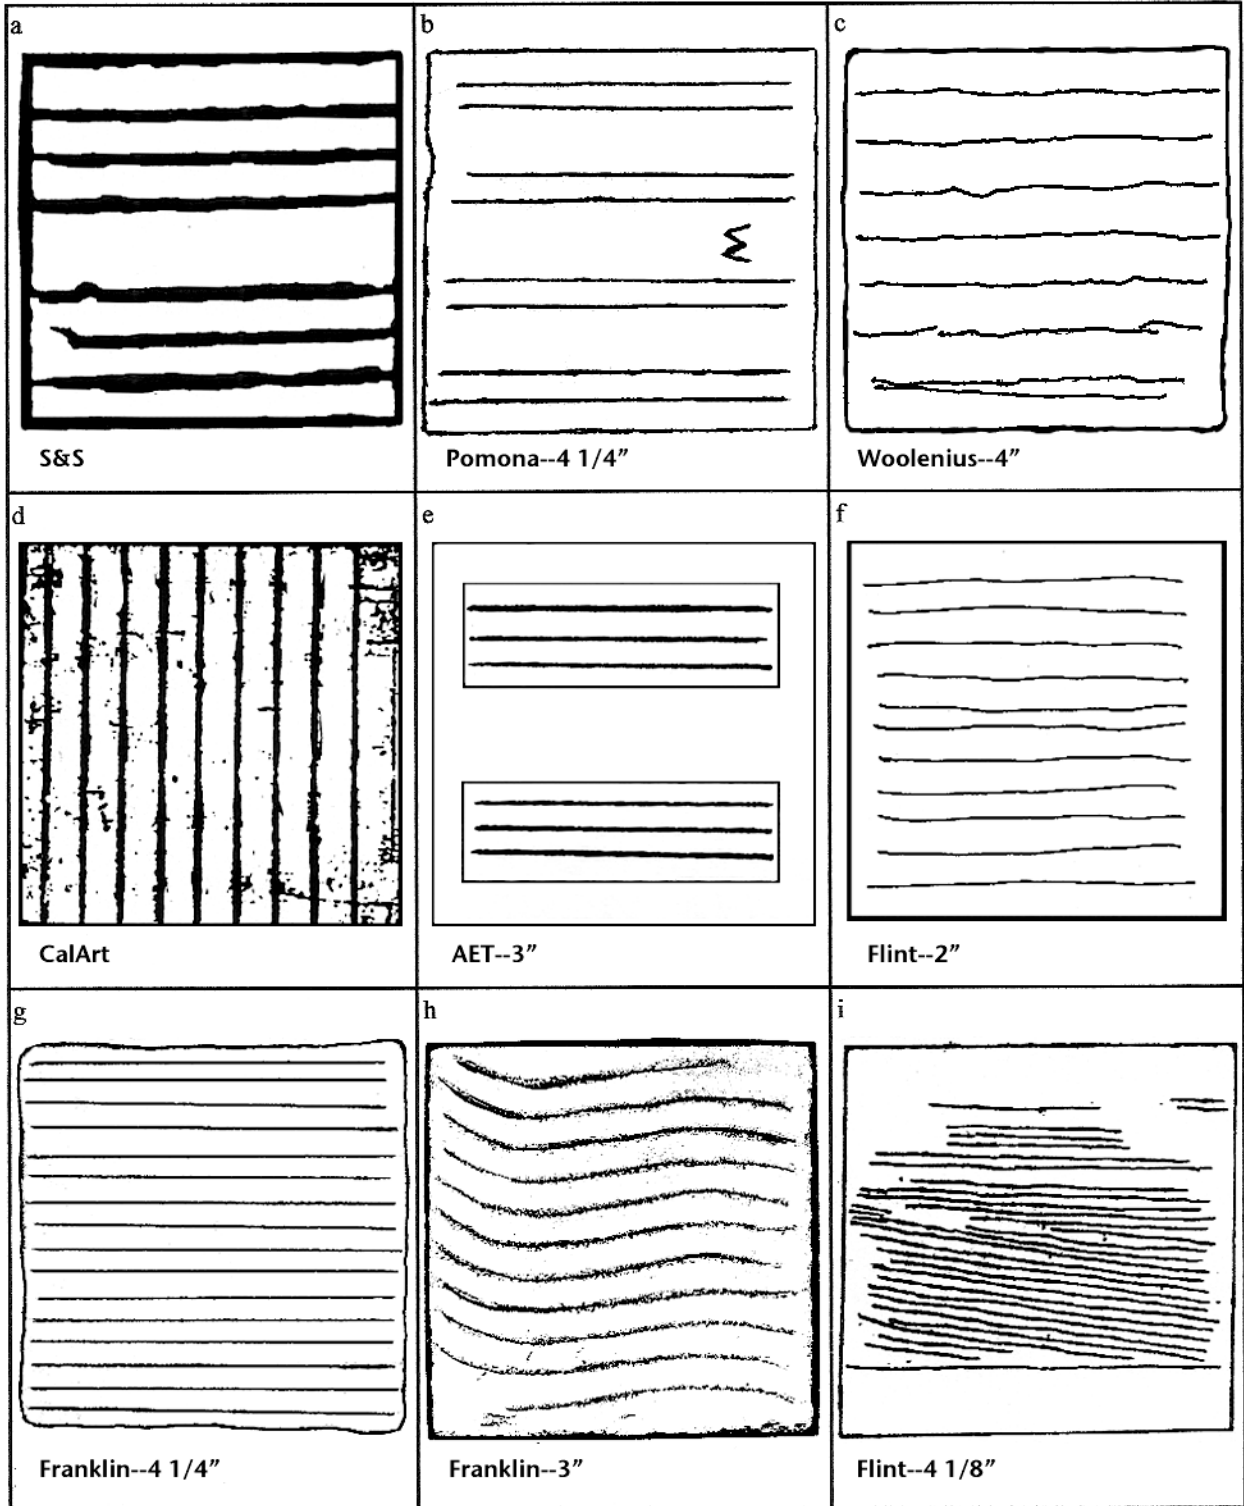 a
b
c
S&S
Pomona--4 1/4”
Woolenius--4”
d
e
f
CalArt
AET--3”
Flint--2”
g
h
i
Franklin--4 1/4”
Franklin--3”
Flint--4 1/8”